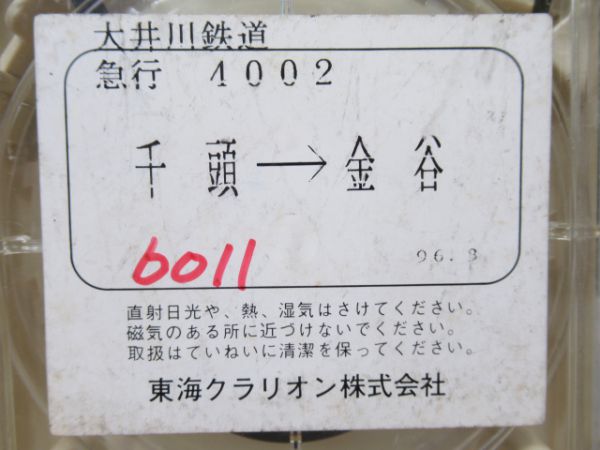 大井川鉄道
急行 4002
千頭→金谷
6011
96.3
直射日光や、熱、湿気はさけてください。
磁気のある所に近づけないでください。
取扱はていねいに清潔を保ってください。
東海クラリオン株式会社